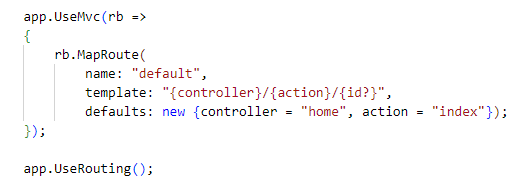 app.UseMvc(rb =>
{
    rb.MapRoute(
        name: "default",
        template: "{controller}/{action}/{id?}",
        defaults: new {controller = "home", action = "index"});
});

app.UseRouting();